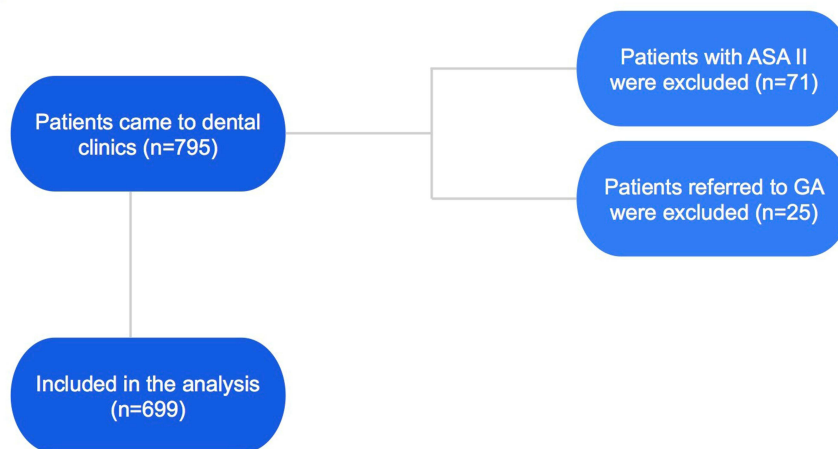 Patients with ASA II
were excluded (n=71)
Patients came to dental
clinics (n=795)
Patients referred to GA
were excluded (n=25)
Included in the analysis
(n=699)